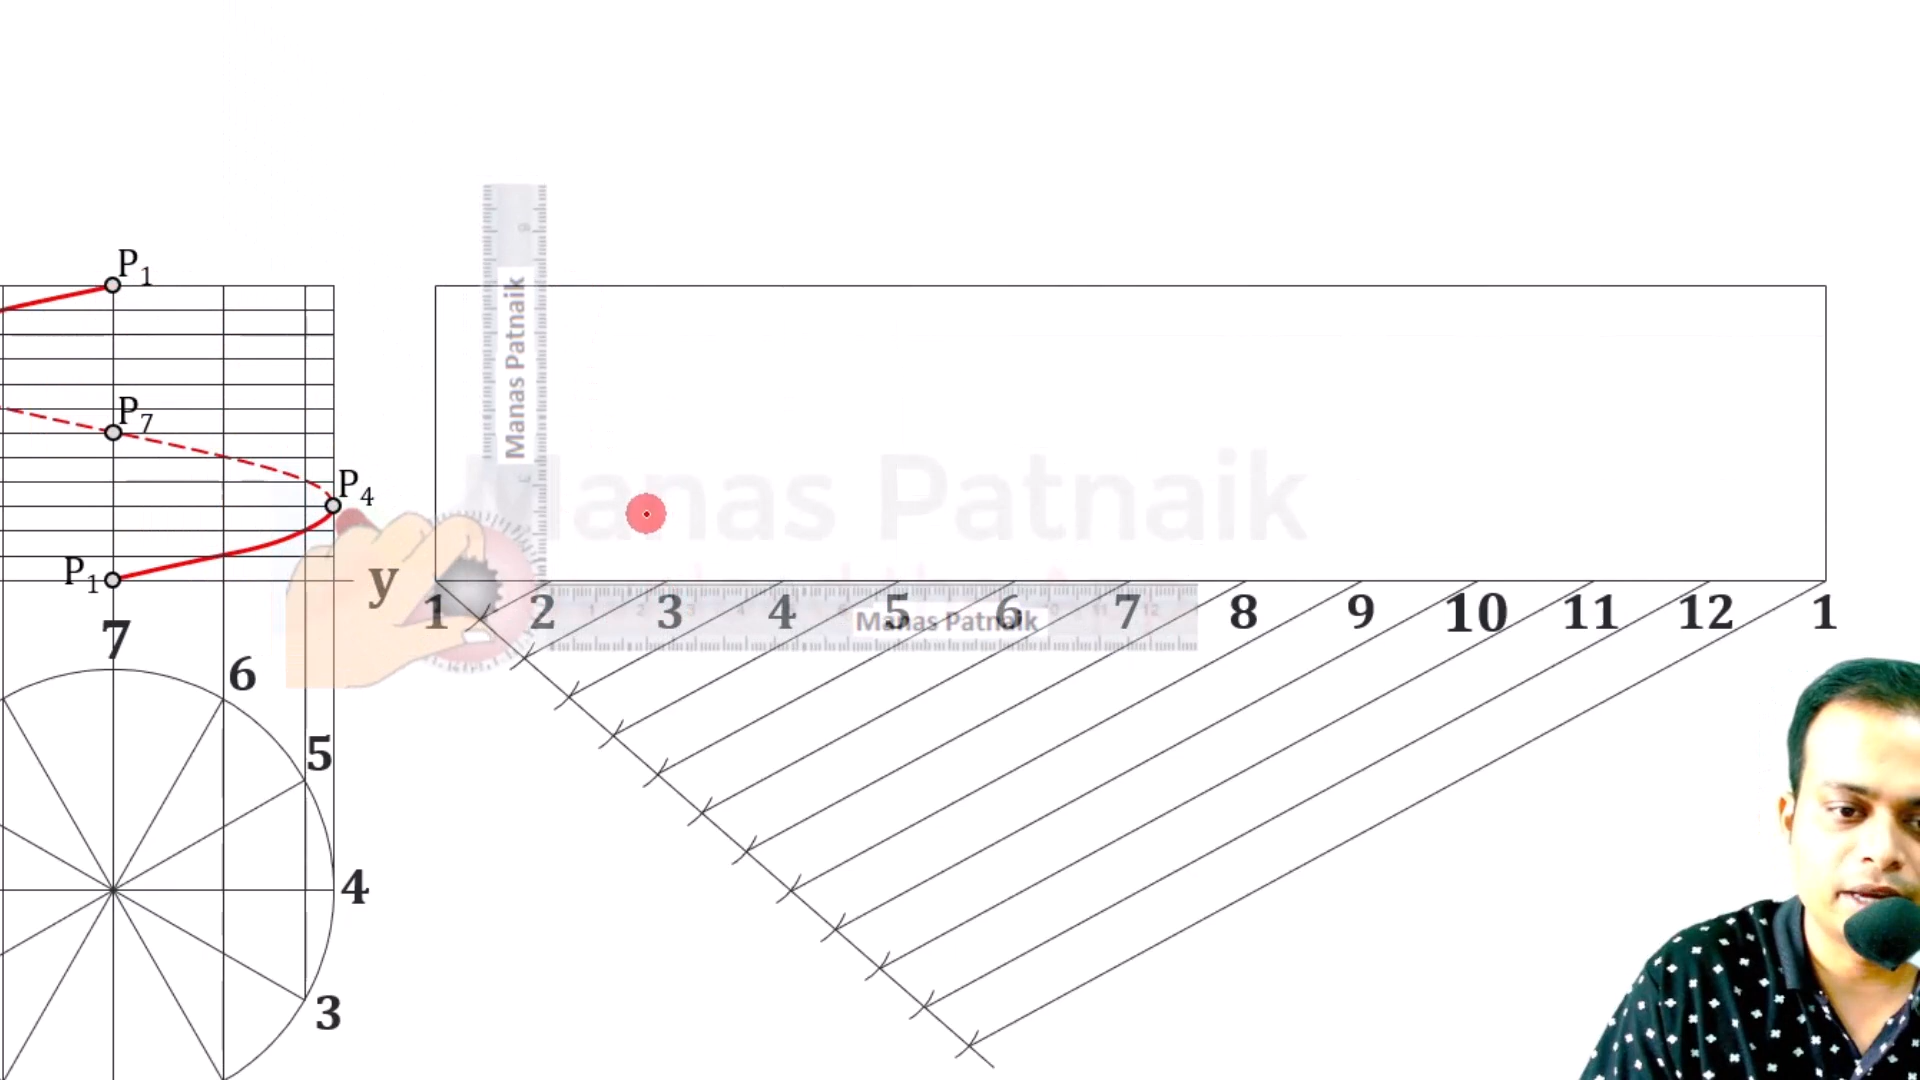 P1
P7
P4
P1
y
7
6
5
4
3
Manas Patnaik
Manas Patnaik
Manas Patnaik
1 2 3 4 5 6 7 8 9 10 11 12 1